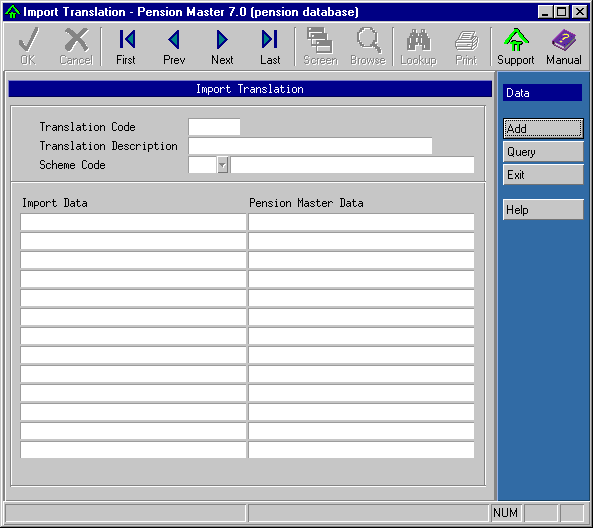 Import Translation - Pension Master 7.0 (pension database)
OK Cancel First Prev Next Last Screen Browse Lookup Print Support Manual
Import Translation
Data
Translation Code
Translation Description
Scheme Code
Add
Query
Exit
Help
Import Data Pension Master Data
NUM